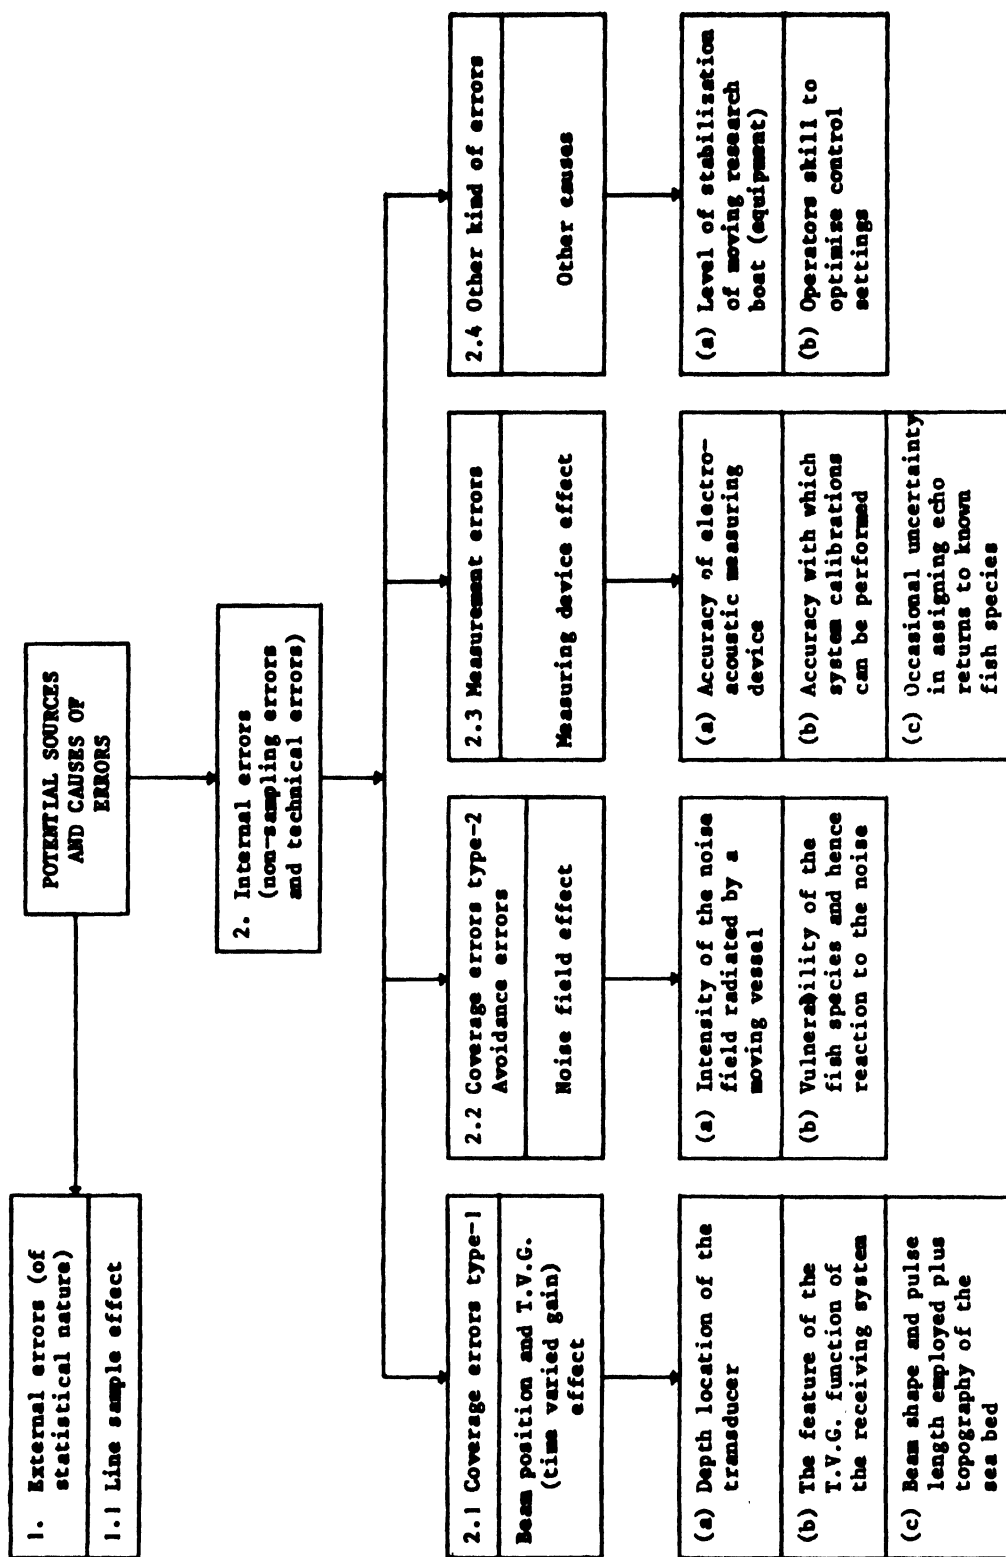 POTENTIAL SOURCES
AND CAUSES OF
ERRORS
1. External errors (of
statistical nature)
1.1 Line sample effect
2. Internal errors
(non-sampling errors
and technical errors)
2.1 Coverage errors type-1
Beam position and T.V.G.
(time varied gain)
effect
(a) Depth location of the
transducer
(b) The feature of the
T.V.G. function of
the receiving system
(c) Beam shape and pulse
length employed plus
topography of the
sea bed
2.2 Coverage errors type-2
Avoidance errors
Noise field effect
(a) Intensity of the noise
field radiated by a
moving vessel
(b) Vulnerability of the
fish species and hence
reaction to the noise
2.3 Measurement errors
Measuring device effect
(a) Accuracy of electro-
acoustic measuring
device
(b) Accuracy with which
system calibrations
can be performed
(c) Occasional uncertainty
in assigning echo
returns to known
fish species
2.4 Other kind of errors
Other causes
(a) Level of stabilisation
of moving research
boat (equipment)
(b) Operators skill to
optimise control
settings